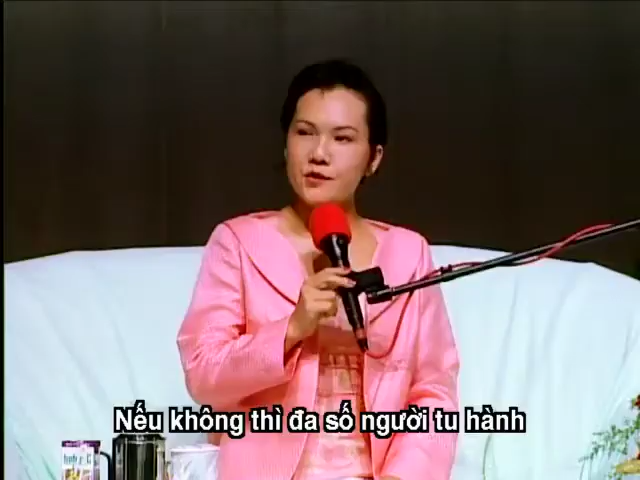 Nếu không thì đa số người tu hành